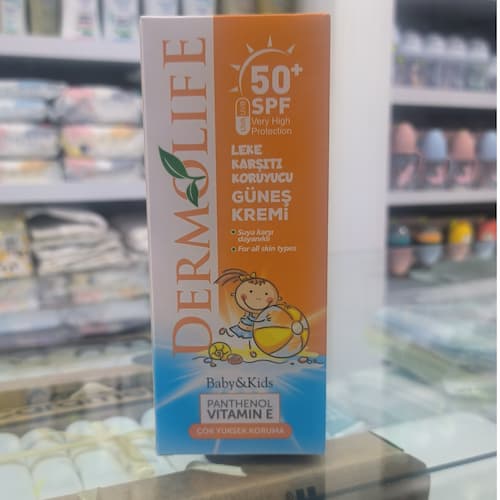 DERMOLIFE
50+
SPF
Very High
Protection
LEKE
KARŞITI
KORUYUCU
GÜNEŞ
KREMİ
Suya karşı
dayanıklı
For all skin types
Baby&Kids
PANTHENOL
VITAMIN E
ÇOK YÜKSEK KORUMA